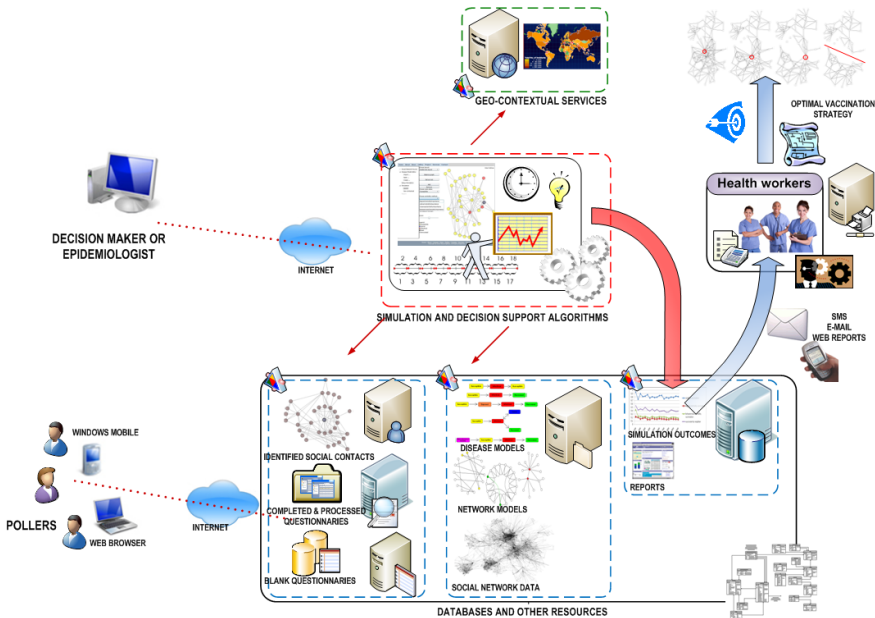 GEO-CONTEXTUAL SERVICES
OPTIMAL VACCINATION
STRATEGY
Health workers
DECISION MAKER OR
EPIDEMIOLOGIST
INTERNET
2 4 6 8 10 12 14 16 18
1 3 5 7 9 11 13 15 17
SIMULATION AND DECISION SUPPORT ALGORITHMS
SMS
E-MAIL
WEB REPORTS
WINDOWS MOBILE
POLLERS
WEB BROWSER
INTERNET
IDENTIFIED SOCIAL CONTACTS
COMPLETED & PROCESSED
QUESTIONNARIES
BLANK QUESTIONNARIES
DISEASE MODELS
NETWORK MODELS
SOCIAL NETWORK DATA
SIMULATION OUTCOMES
REPORTS
DATABASES AND OTHER RESOURCES